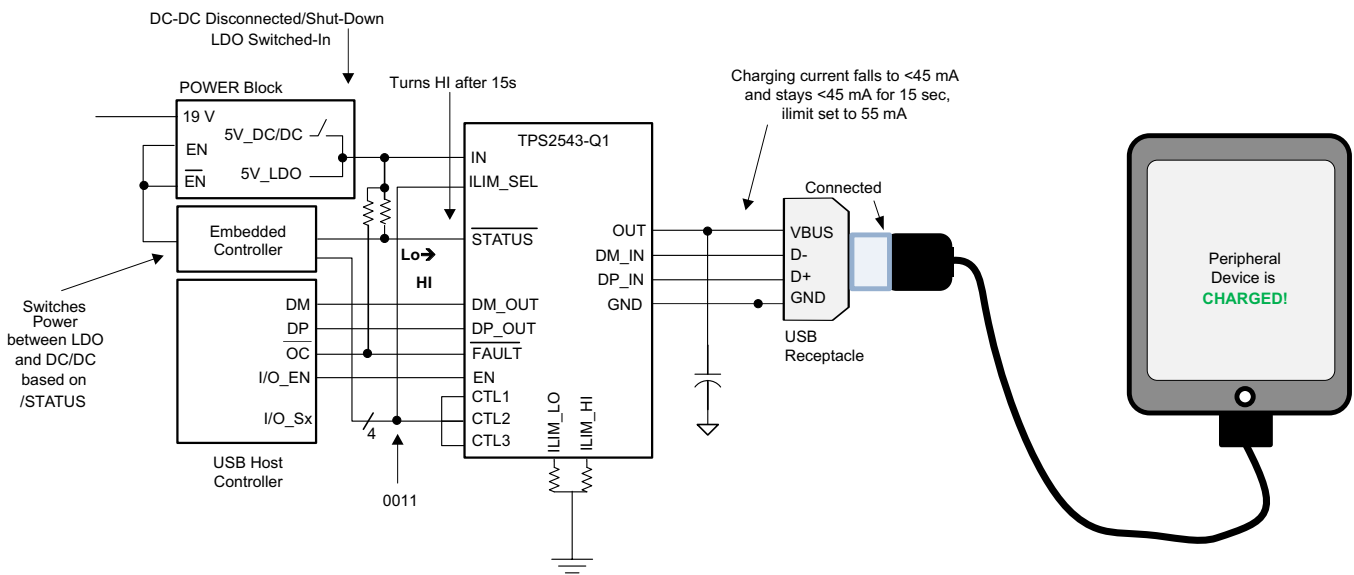 DC-DC Disconnected/Shut-Down
LDO Switched-In
POWER Block
Turns HI after 15s
Charging current falls to <45 mA
and stays <45 mA for 15 sec,
ilimit set to 55 mA
19 V
5V_DC/DC
EN
5V_LDO
EN
TPS2543-Q1
IN
ILIM_SEL
Connected
Embedded
Controller
STATUS
Lo→
HI
OUT
DM_IN
DP_IN
GND
VBUS
D-
D+
GND
Peripheral
Device is
CHARGED!
Switches
Power
between LDO
and DC/DC
based on
/STATUS
DM
DP
OC
I/O_EN
I/O_Sx
DM_OUT
DP_OUT
FAULT
EN
CTL1
CTL2
CTL3
ILIM_LO
ILIM_HI
USB
Receptacle
4
USB Host
Controller
0011